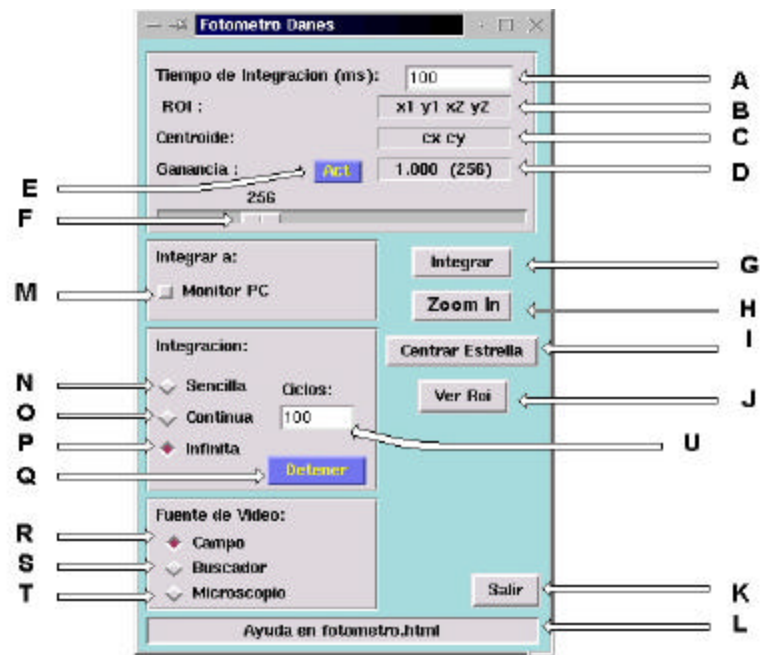 Fotometro Danes
Tiempo de Integracion (ms): 100 A
ROI : x1 y1 x2 y2 B
Centroide: cx cy C
Ganancia : Act 1.000 (256) D
E
256
F
Integrar a:
Integrar G
M Monitor PC
Zoom In H
Integracion:
Centrar Estrella I
N Sencilla Ciclos:
Ver Roi J
O Continua 100
P Infinita U
Q Detener
Fuente de Video:
R Campo
S Buscador
T Microscopio
Salir K
Ayuda en fotometro.html L